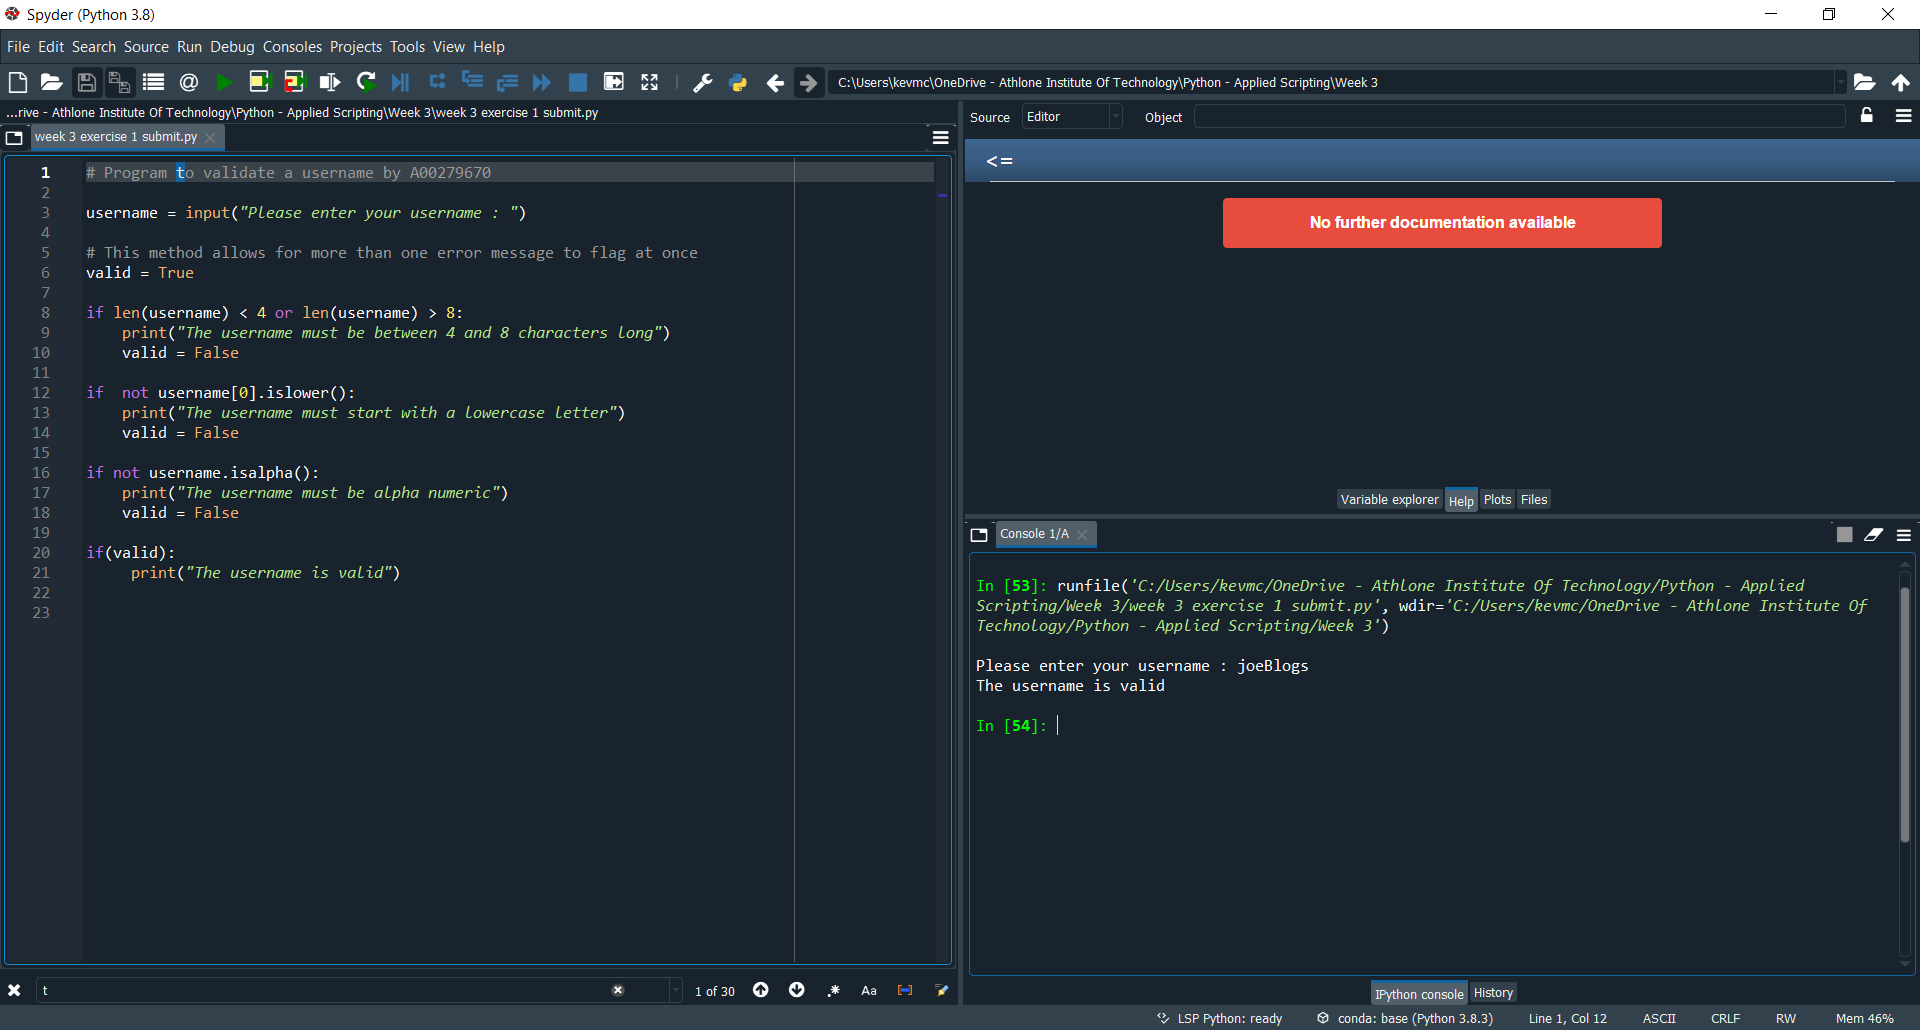 Spyder (Python 3.8)
File Edit Search Source Run Debug Consoles Projects Tools View Help
C:\Users\kevmc\OneDrive - Athlone Institute Of Technology\Python - Applied Scripting\Week 3
...rive - Athlone Institute Of Technology\Python - Applied Scripting\Week 3\week 3 exercise 1 submit.py
week 3 exercise 1 submit.py
1 # Program to validate a username by A00279670
2
3 username = input("Please enter your username : ")
4
5 # This method allows for more than one error message to flag at once
6 valid = True
7
8 if len(username) < 4 or len(username) > 8:
9     print("The username must be between 4 and 8 characters long")
10     valid = False
11
12 if  not username[0].islower():
13     print("The username must start with a lowercase letter")
14     valid = False
15
16 if not username.isalpha():
17     print("The username must be alpha numeric")
18     valid = False
19
20 if(valid):
21      print("The username is valid")
22
23
t
1 of 30
Aa
Source Editor Object
<=
No further documentation available
Variable explorer Help Plots Files
Console 1/A
In [53]: runfile('C:/Users/kevmc/OneDrive - Athlone Institute Of Technology/Python - Applied
Scripting/Week 3/week 3 exercise 1 submit.py', wdir='C:/Users/kevmc/OneDrive - Athlone Institute Of
Technology/Python - Applied Scripting/Week 3')
Please enter your username : joeBlogs
The username is valid
In [54]:
IPython console History
LSP Python: ready conda: base (Python 3.8.3) Line 1, Col 12 ASCII CRLF RW Mem 46%